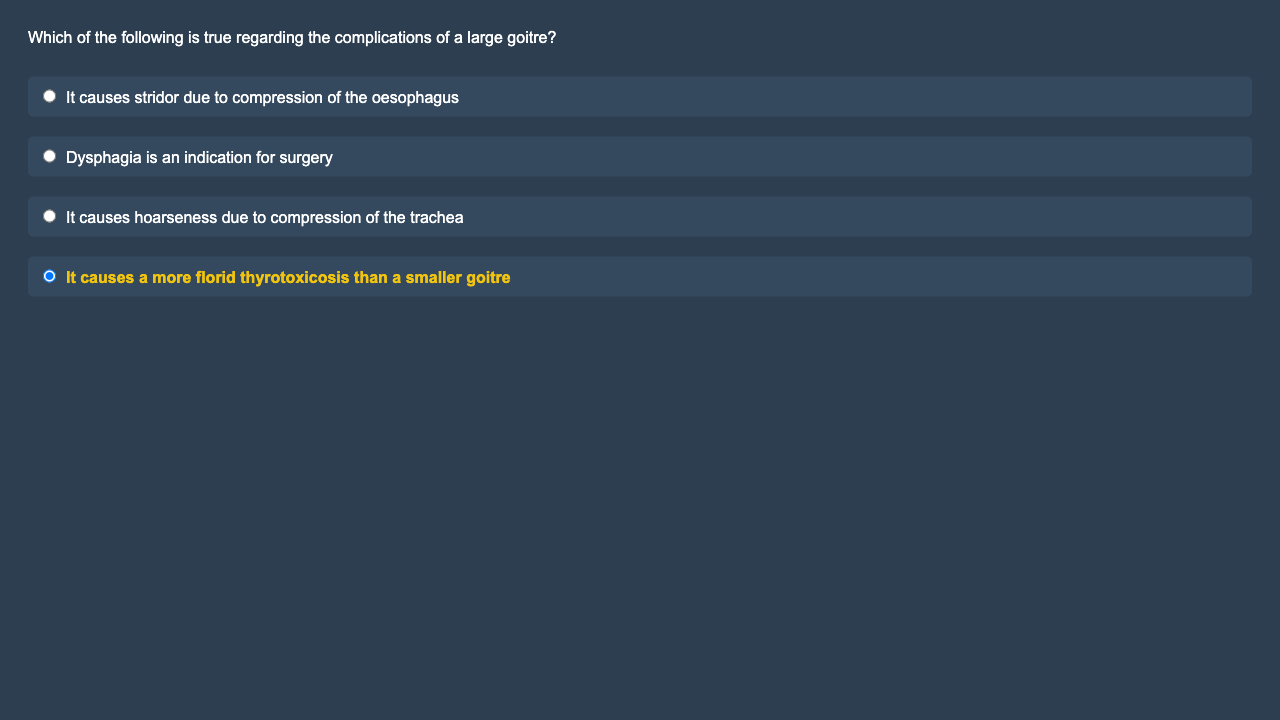 Which of the following is true regarding the complications of a large goitre?
It causes stridor due to compression of the oesophagus
Dysphagia is an indication for surgery
It causes hoarseness due to compression of the trachea
It causes a more florid thyrotoxicosis than a smaller goitre